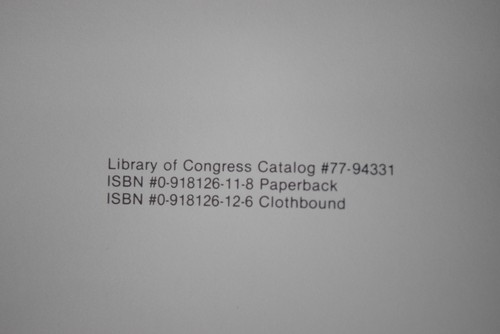 Library of Congress Catalog #77-94331
ISBN #0-918126-11-8 Paperback
ISBN #0-918126-12-6 Clothbound